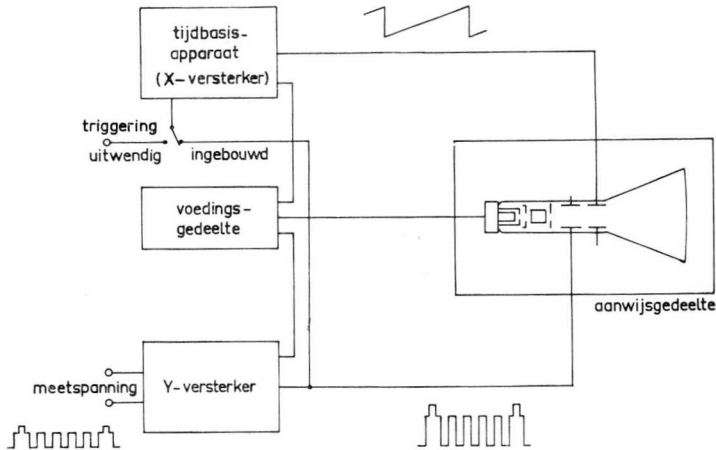 tijdbasis-
apparaat
(X-versterker)
triggering
uitwendig
ingebouwd
voedings-
gedeelte
aanwijsgedeelte
meetspanning
Y-versterker